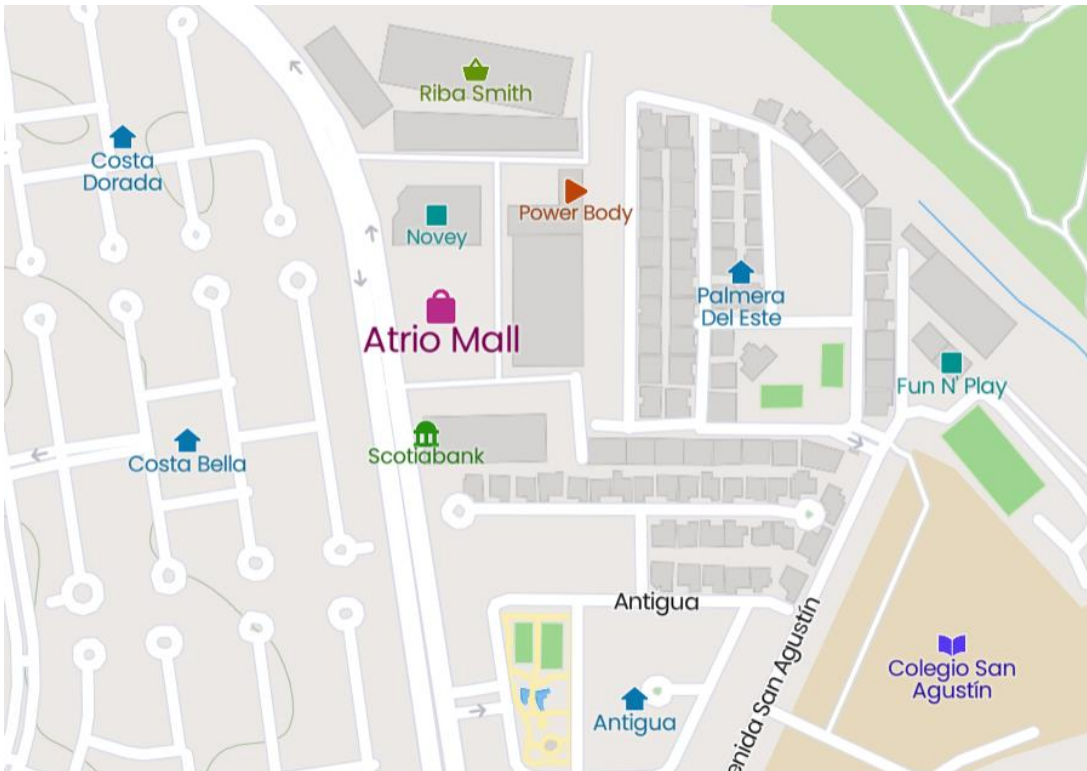 Riba Smith
Costa
Dorada
Power Body
Novey
Palmera
Del Este
Atrio Mall
Fun N' Play
Costa Bella
Scotiabank
Antigua
Colegio San
Agustín
Antigua
enida San Agustín